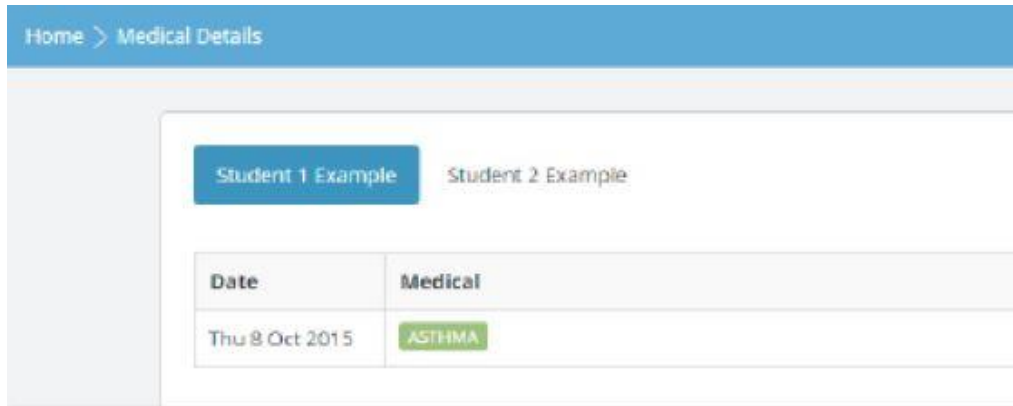 Home > Medical Details
Student 1 Example Student 2 Example
Date Medical
Thu 8 Oct 2015 ASTHMA